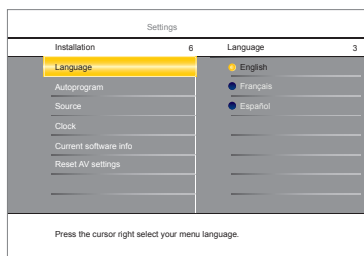 Settings
Installation 6 Language 3
Language English
Autoprogram Français
Source Español
Clock
Current software info
Reset AV settings
Press the cursor right select your menu language.